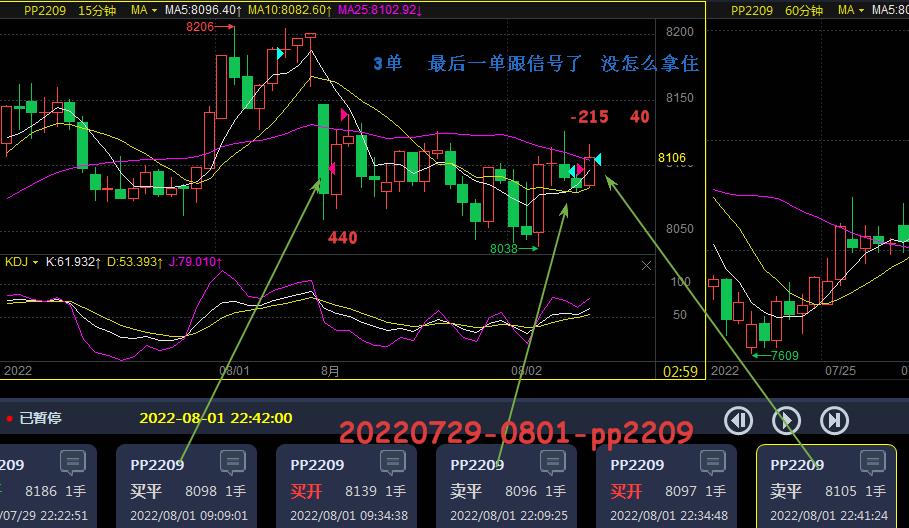 PP2209 15分钟 MA MA5:8096.40↑ MA10:8082.60↑ MA25:8102.92↓
PP2209 60分钟 MA MA5:80
8206
8200
3单 最后一单跟信号了 没怎么拿住
8150
-215 40
8106
440
8050
8038
KDJ K:61.932↑ D:53.393↑ J:79.010↑
100
50
7609
2022 08/01 8月 08/02 02:59
2022 07/25
已暂停 2022-08-01 22:42:00
20220729-0801-pp2209
09
8186 1手
/07/29 22:22:51
PP2209
买平 8098 1手
2022/08/01 09:09:01
PP2209
买开 8139 1手
2022/08/01 09:34:38
PP2209
卖平 8096 1手
2022/08/01 22:09:25
PP2209
买开 8097 1手
2022/08/01 22:34:48
PP2209
卖平 8105 1手
2022/08/01 22:41:24